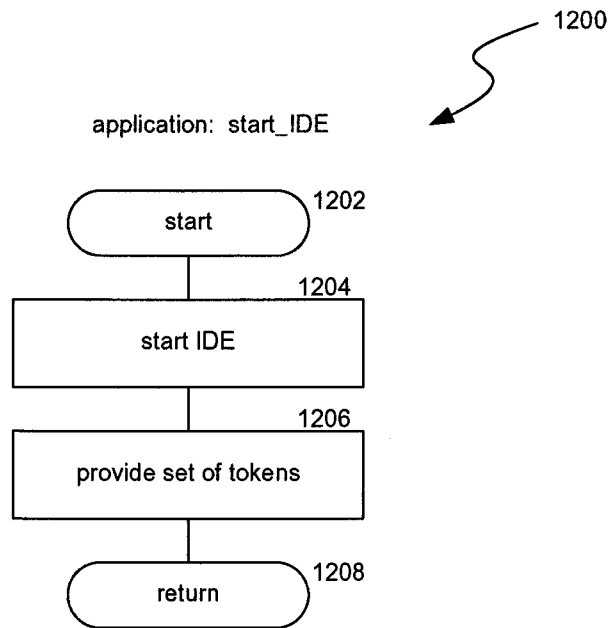 1200
application: start_IDE
1202
start
1204
start IDE
1206
provide set of tokens
1208
return